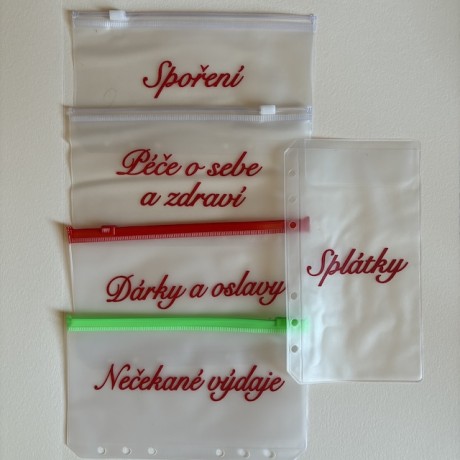 Spoření
Péče o sebe
a zdraví
Dárky a oslavy
Splátky
Nečekané výdaje